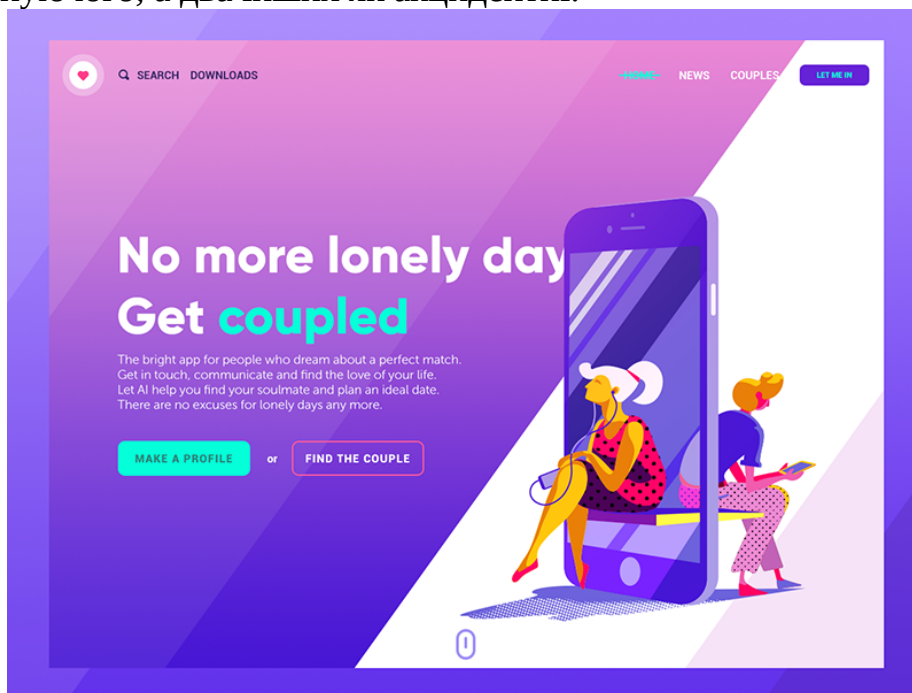 SEARCH DOWNLOADS
HOME NEWS COUPLES LET ME IN
No more lonely day
Get coupled
The bright app for people who dream about a perfect match.
Get in touch, communicate and find the love of your life.
Let AI help you find your soulmate and plan an ideal date.
There are no excuses for lonely days any more.
MAKE A PROFILE or FIND THE COUPLE